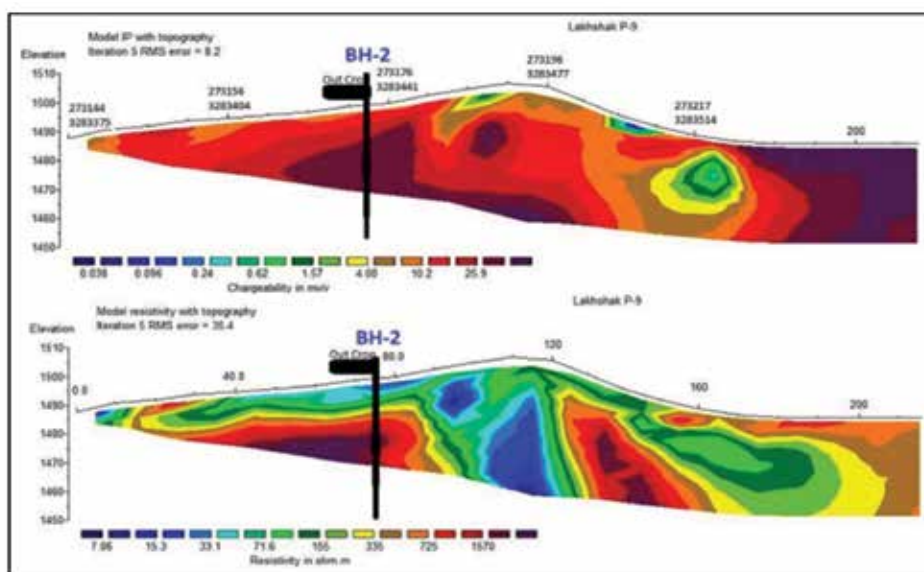 Model IP with topography
Iteration 5 RMS error = 8.2
Lakhshak P-9
Elevation
BH-2
1510
1500
1490
1480
1470
1460
1450
Out Crop
273144
3283375
273154
3283404
273176
3283441
273196
3283477
273217
3283514
200
0.038 0.096 0.24 0.62 1.57 4.00 10.2 25.9
Chargeability in mv/v
Model resistivity with topography
Iteration 5 RMS error = 35.4
Lakhshak P-9
Elevation
BH-2
1510
1500
1490
1480
1470
1460
1450
Out Crop
0.0
40.0
80.0
120
160
200
7.06 15.3 33.1 71.6 155 335 725 1570
Resistivity in ohm.m